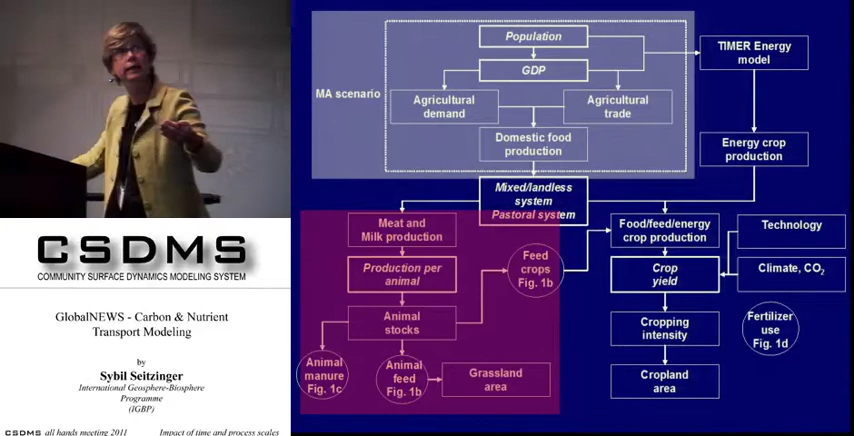 Population
GDP
MA scenario
Agricultural
demand
Agricultural
trade
Domestic food
production
TIMER Energy
model
Energy crop
production
Mixed/landless
system
Pastoral system
Meat and
Milk production
Food/feed/energy
crop production
Technology
Production per
animal
Feed
crops
Fig. 1b
Crop
yield
Climate, CO₂
Animal
stocks
Cropping
intensity
Fertilizer
use
Fig. 1d
Animal
manure
Fig. 1c
Animal
feed
Fig. 1b
Grassland
area
Cropland
area
CSDMS
COMMUNITY SURFACE DYNAMICS MODELING SYSTEM
GlobalNEWS - Carbon & Nutrient
Transport Modeling
by
Sybil Seitzinger
International Geosphere-Biosphere
Programme
(IGBP)
CSDMS all hands meeting 2011 Impact of time and process scales